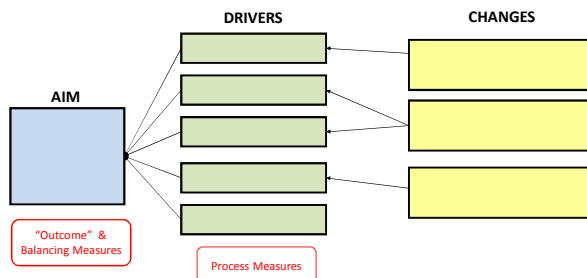 DRIVERS
CHANGES
AIM
“Outcome” &
Balancing Measures
Process Measures